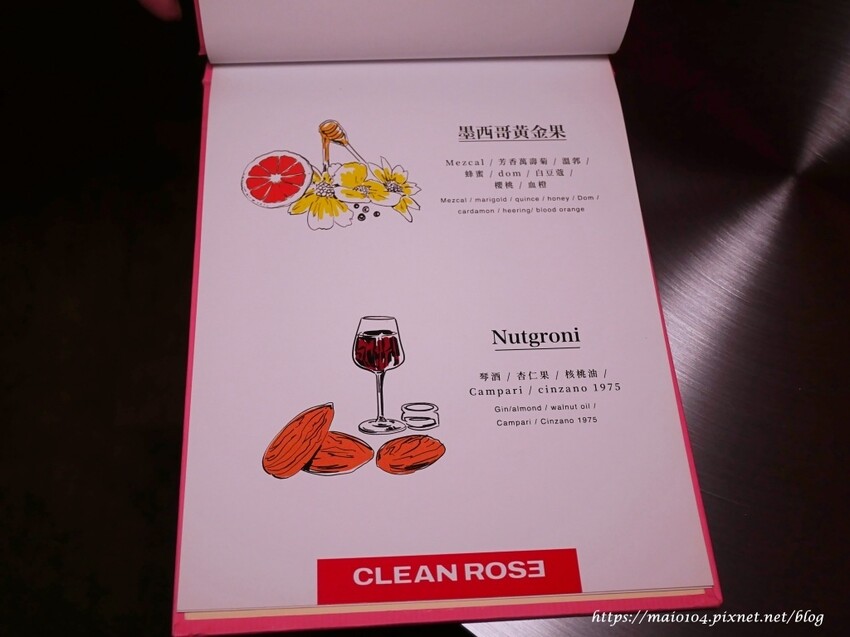 墨西哥黃金果
Mezcal / 芳香萬壽菊 / 溫郭 /
蜂蜜 / dom / 白豆蔻 /
櫻桃 / 血橙
Mezcal / marigold / quince / honey / Dom /
cardamon / heering/ blood orange
Nutgroni
琴酒 / 杏仁果 / 核桃油 /
Campari / cinzano 1975
Gin/almond / walnut oil /
Campari / Cinzano 1975
CLEAN ROSE
https://maio104.pixnet.net/blog